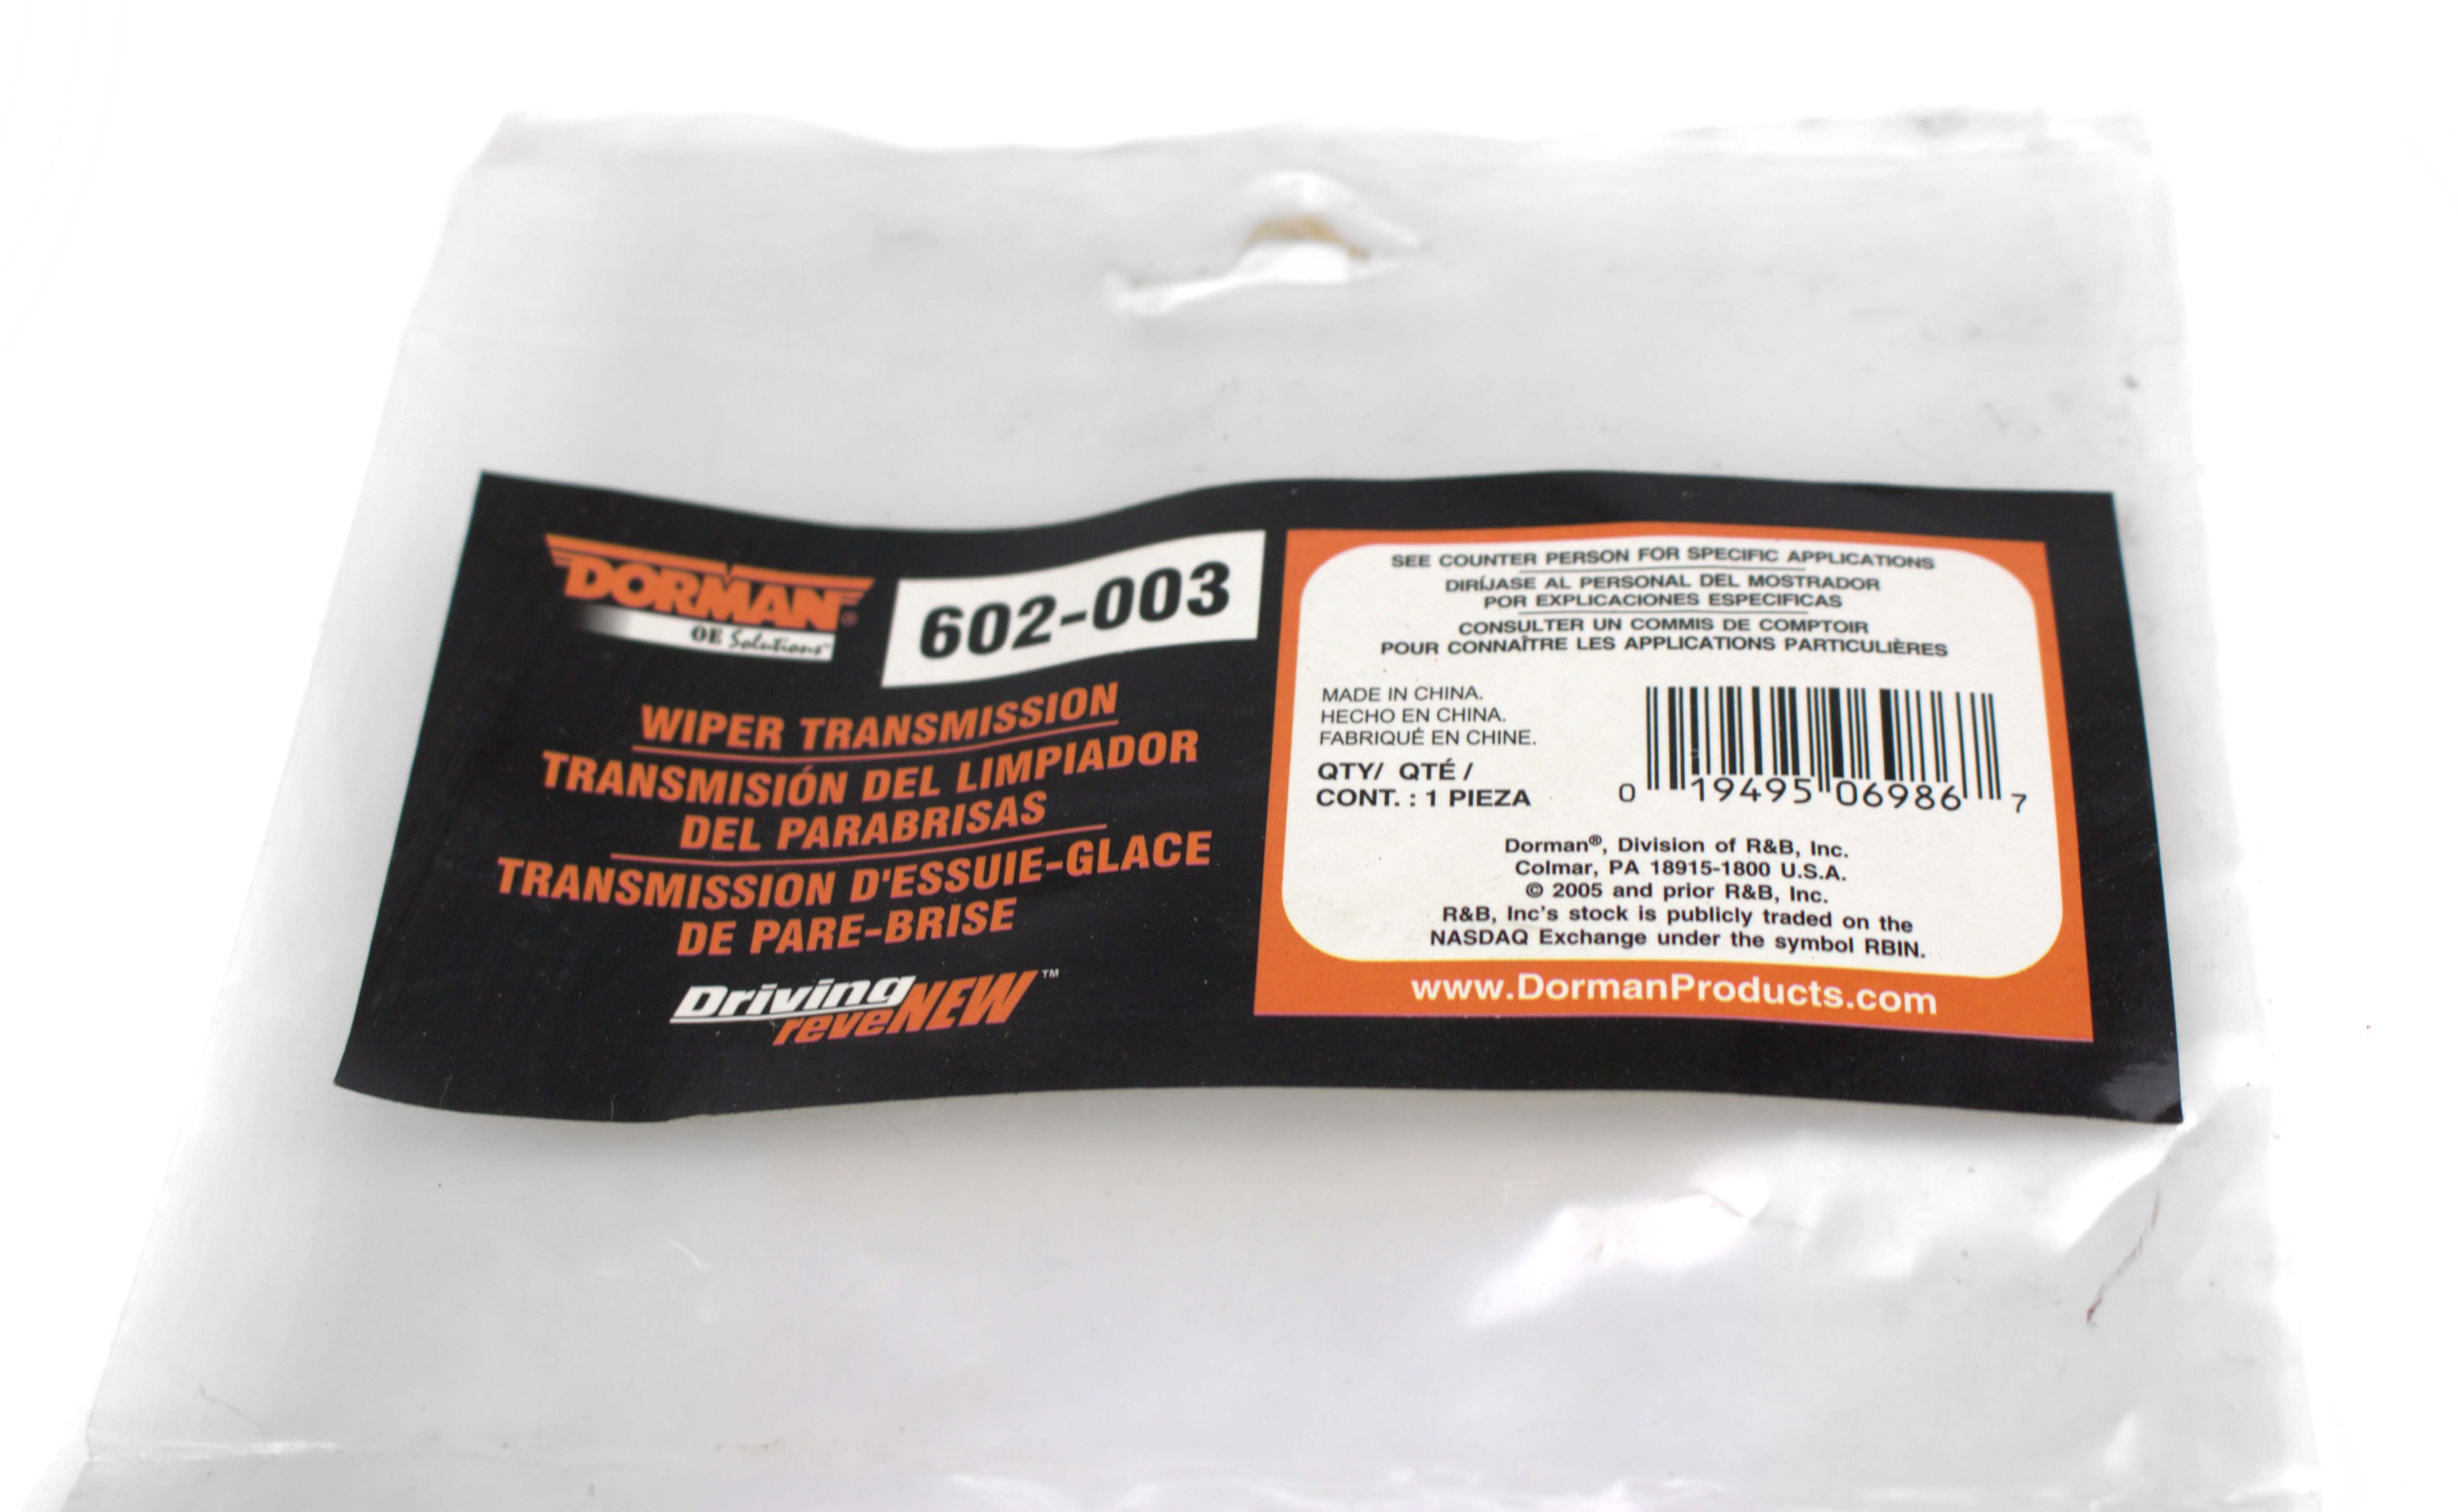 DORMAN®
OE Solutions™
602-003
WIPER TRANSMISSION
TRANSMISIÓN DEL LIMPIADOR
DEL PARABRISAS
TRANSMISSION D'ESSUIE-GLACE
DE PARE-BRISE
Driving
reveNEW™
SEE COUNTER PERSON FOR SPECIFIC APPLICATIONS
DIRÍJASE AL PERSONAL DEL MOSTRADOR
POR EXPLICACIONES ESPECIFICAS
CONSULTER UN COMMIS DE COMPTOIR
POUR CONNAÎTRE LES APPLICATIONS PARTICULIÈRES
MADE IN CHINA.
HECHO EN CHINA.
FABRIQUÉ EN CHINE.
QTY/ QTÉ /
CONT. : 1 PIEZA
0 19495 06986 7
Dorman®, Division of R&B, Inc.
Colmar, PA 18915-1800 U.S.A.
© 2005 and prior R&B, Inc.
R&B, Inc's stock is publicly traded on the
NASDAQ Exchange under the symbol RBIN.
www.DormanProducts.com